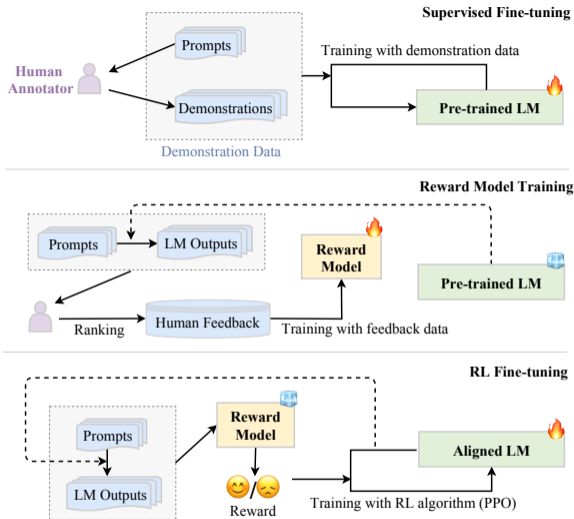 Supervised Fine-tuning
Prompts
Training with demonstration data
Human
Annotator
Demonstrations
Pre-trained LM
Demonstration Data
Reward Model Training
Prompts
LM Outputs
Reward
Model
Pre-trained LM
Ranking
Human Feedback
Training with feedback data
RL Fine-tuning
Prompts
Reward
Model
Aligned LM
LM Outputs
/
Training with RL algorithm (PPO)
Reward